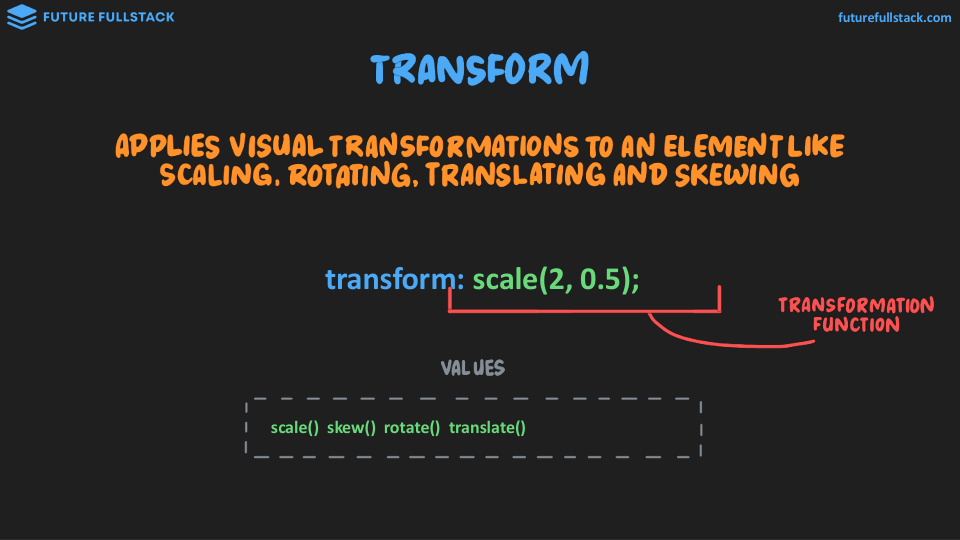 FUTURE FULLSTACK
futurefullstack.com
TRANSFORM
APPLIES VISUAL TRANSFORMATIONS TO AN ELEMENT LIKE
SCALING. ROTATING, TRANSLATING AND SKEWING
transform: scale(2, 0.5);
TRANSFORMATION
FUNCTION
VALUES
scale() skew() rotate() translate()